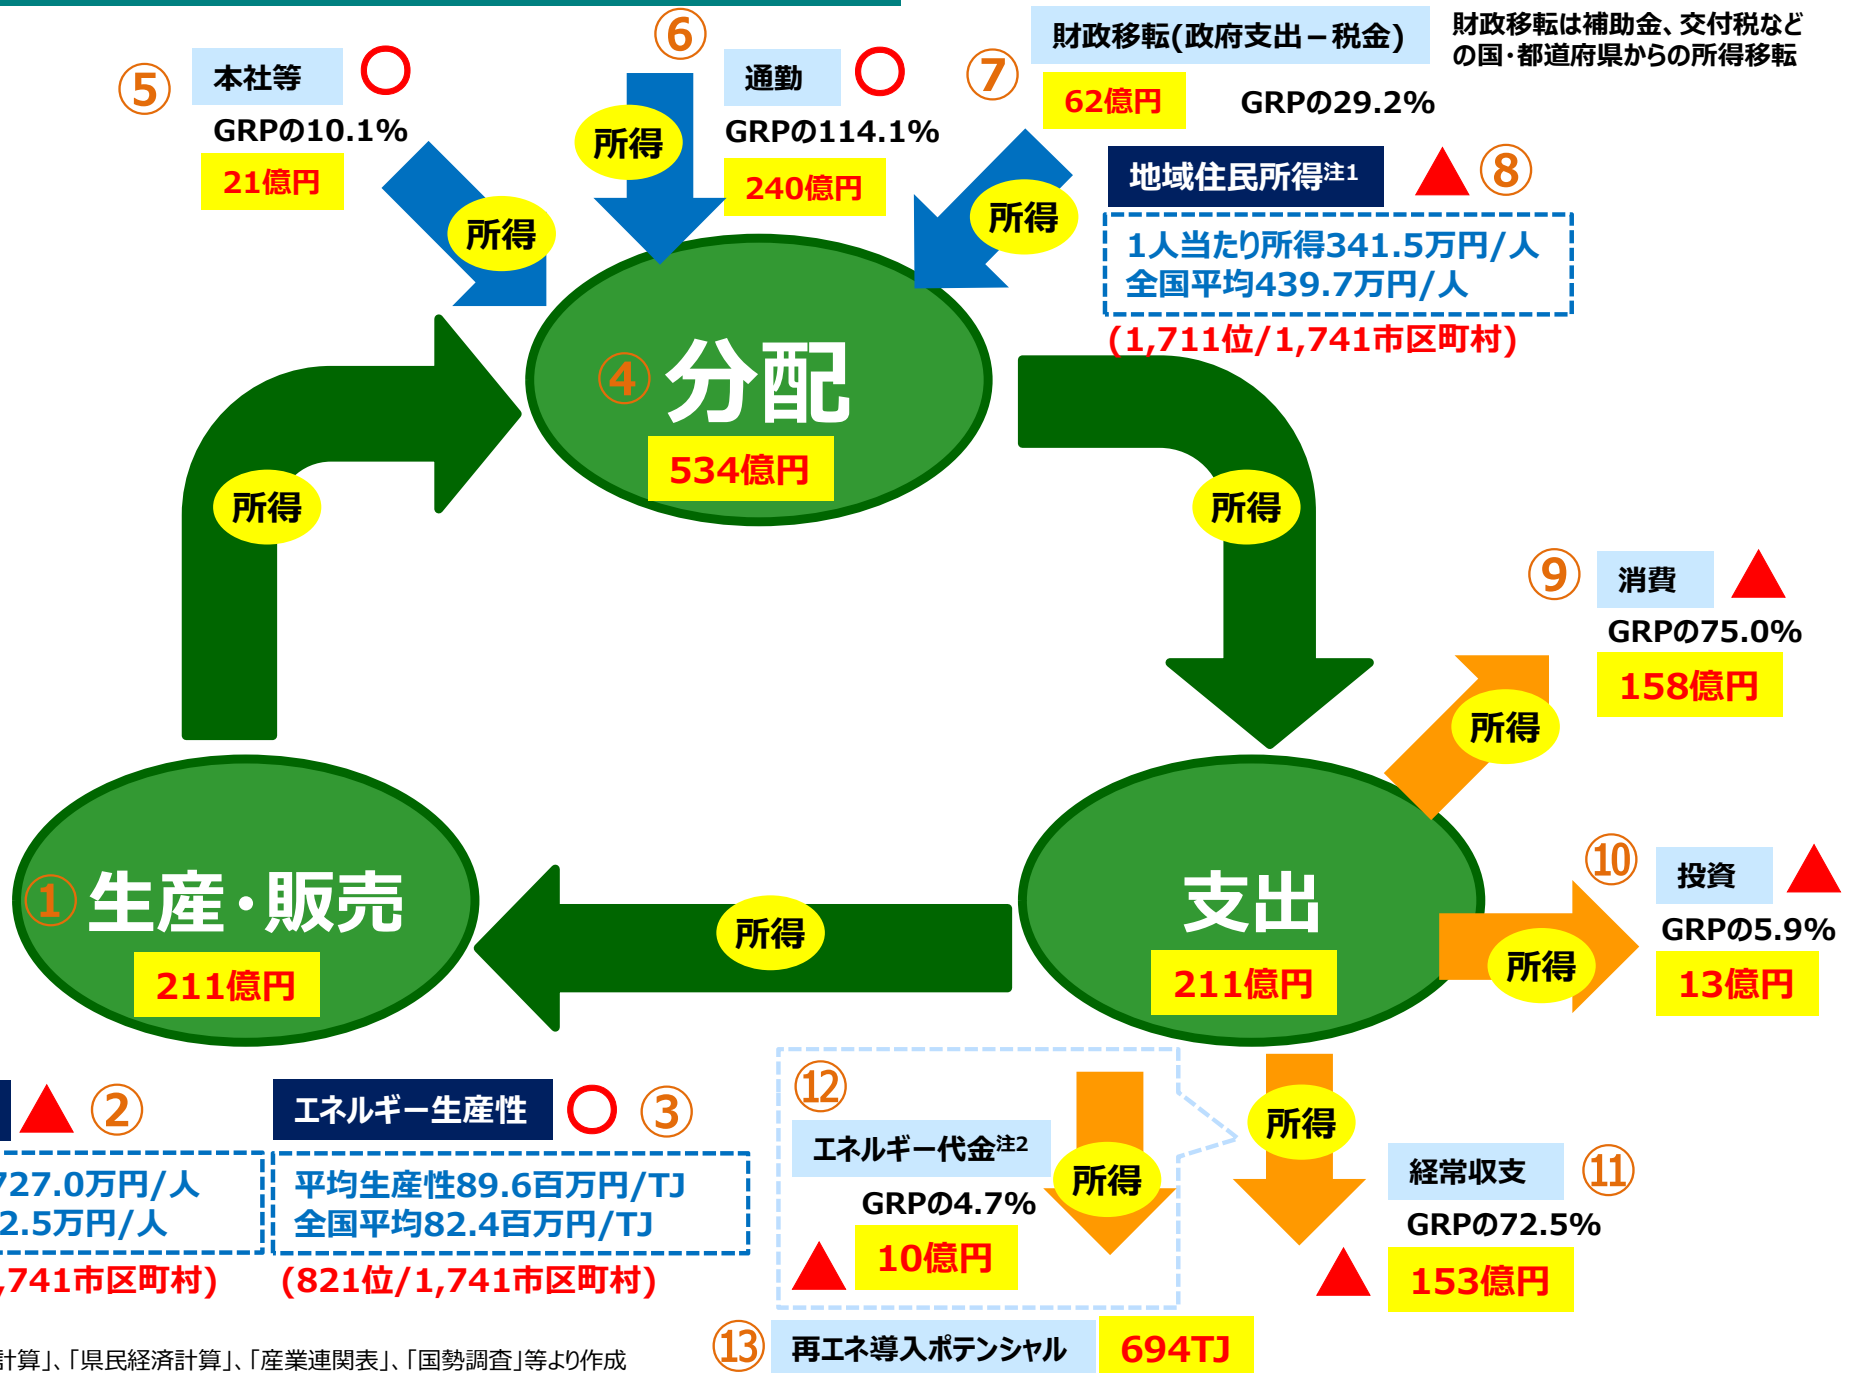 ⑤
本社等
GRPの10.1%
21億円
所得
⑥
所得
通勤
GRPの114.1%
240億円
⑦
財政移転(政府支出－税金)
62億円
GRPの29.2%
所得
財政移転は補助金、交付税など
の国・都道府県からの所得移転
地域住民所得注1
⑧
1人当たり所得341.5万円/人
全国平均439.7万円/人
(1,711位/1,741市区町村)
④
分配
534億円
所得
所得
⑨
消費
GRPの75.0%
158億円
所得
①
生産・販売
211億円
所得
支出
211億円
⑩
投資
GRPの5.9%
13億円
所得
②
727.0万円/人
2.5万円/人
,741市区町村)
エネルギー生産性
③
平均生産性89.6百万円/TJ
全国平均82.4百万円/TJ
(821位/1,741市区町村)
⑫
エネルギー代金注2
GRPの4.7%
10億円
所得
所得
経常収支
⑪
GRPの72.5%
153億円
⑬
再エネ導入ポテンシャル
694TJ
計算」、「県民経済計算」、「産業連関表」、「国勢調査」等より作成